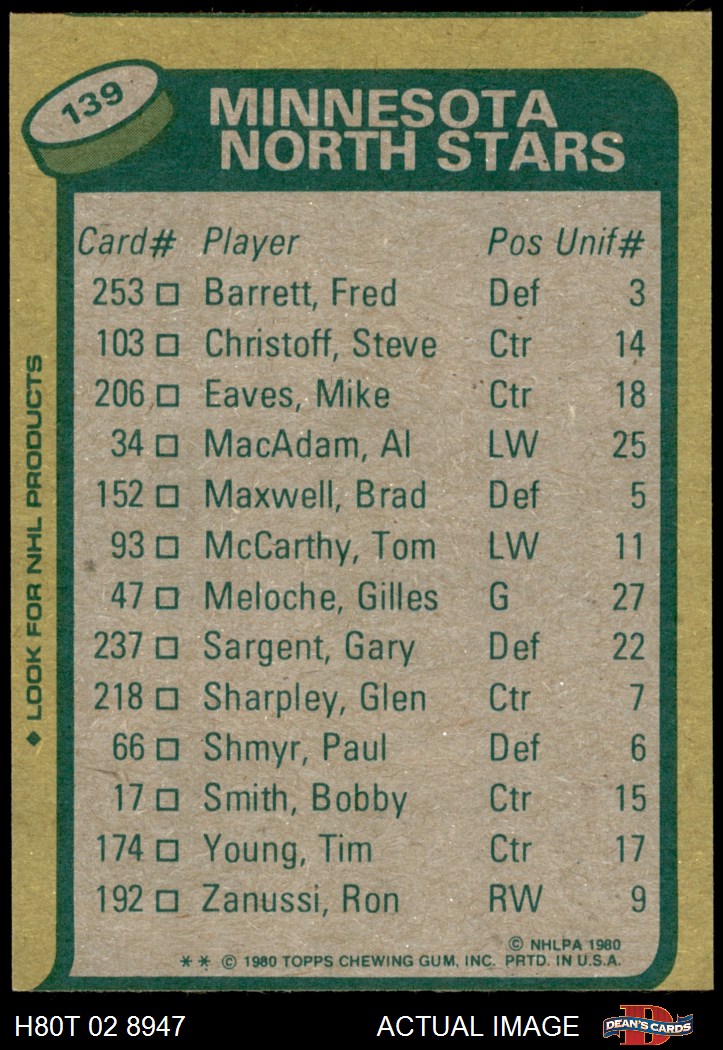 139
MINNESOTA
NORTH STARS
Card# Player Pos Unif#
253 □ Barrett, Fred Def 3
103 □ Christoff, Steve Ctr 14
206 □ Eaves, Mike Ctr 18
34 □ MacAdam, Al LW 25
152 □ Maxwell, Brad Def 5
93 □ McCarthy, Tom LW 11
47 □ Meloche, Gilles G 27
237 □ Sargent, Gary Def 22
218 □ Sharpley, Glen Ctr 7
66 □ Shmyr, Paul Def 6
17 □ Smith, Bobby Ctr 15
174 □ Young, Tim Ctr 17
192 □ Zanussi, Ron RW 9
© NHLPA 1980
** © 1980 TOPPS CHEWING GUM, INC. PRTD. IN U.S.A.
◆ LOOK FOR NHL PRODUCTS
H80T 02 8947 ACTUAL IMAGE
D
DEAN'S CARDS